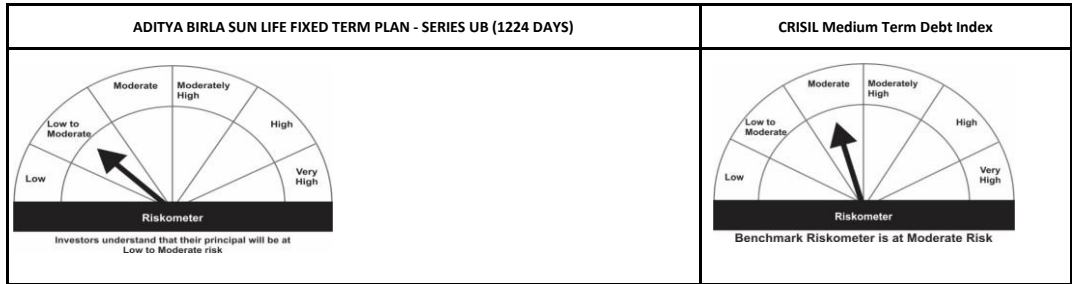 ADITYA BIRLA SUN LIFE FIXED TERM PLAN - SERIES UB (1224 DAYS)
CRISIL Medium Term Debt Index
Low
Low to
Moderate
Moderate
Moderately
High
High
Very
High
Riskometer
Investors understand that their principal will be at
Low to Moderate risk
Low
Low to
Moderate
Moderate
Moderately
High
High
Very
High
Riskometer
Benchmark Riskometer is at Moderate Risk